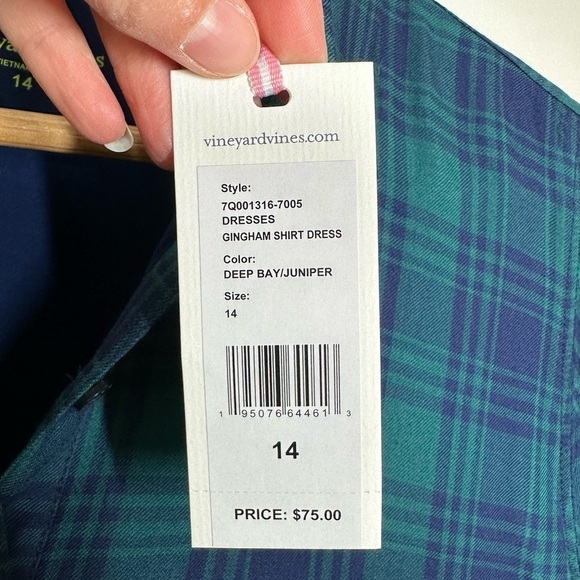 14
vineyardvines.com
Style:
7Q001316-7005
DRESSES
GINGHAM SHIRT DRESS
Color:
DEEP BAY/JUNIPER
Size:
14
1 95076 64461 3
14
PRICE: $75.00